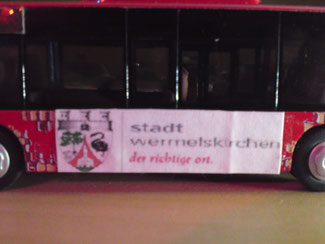 stadt
wermelskirchen
der richtige ort.